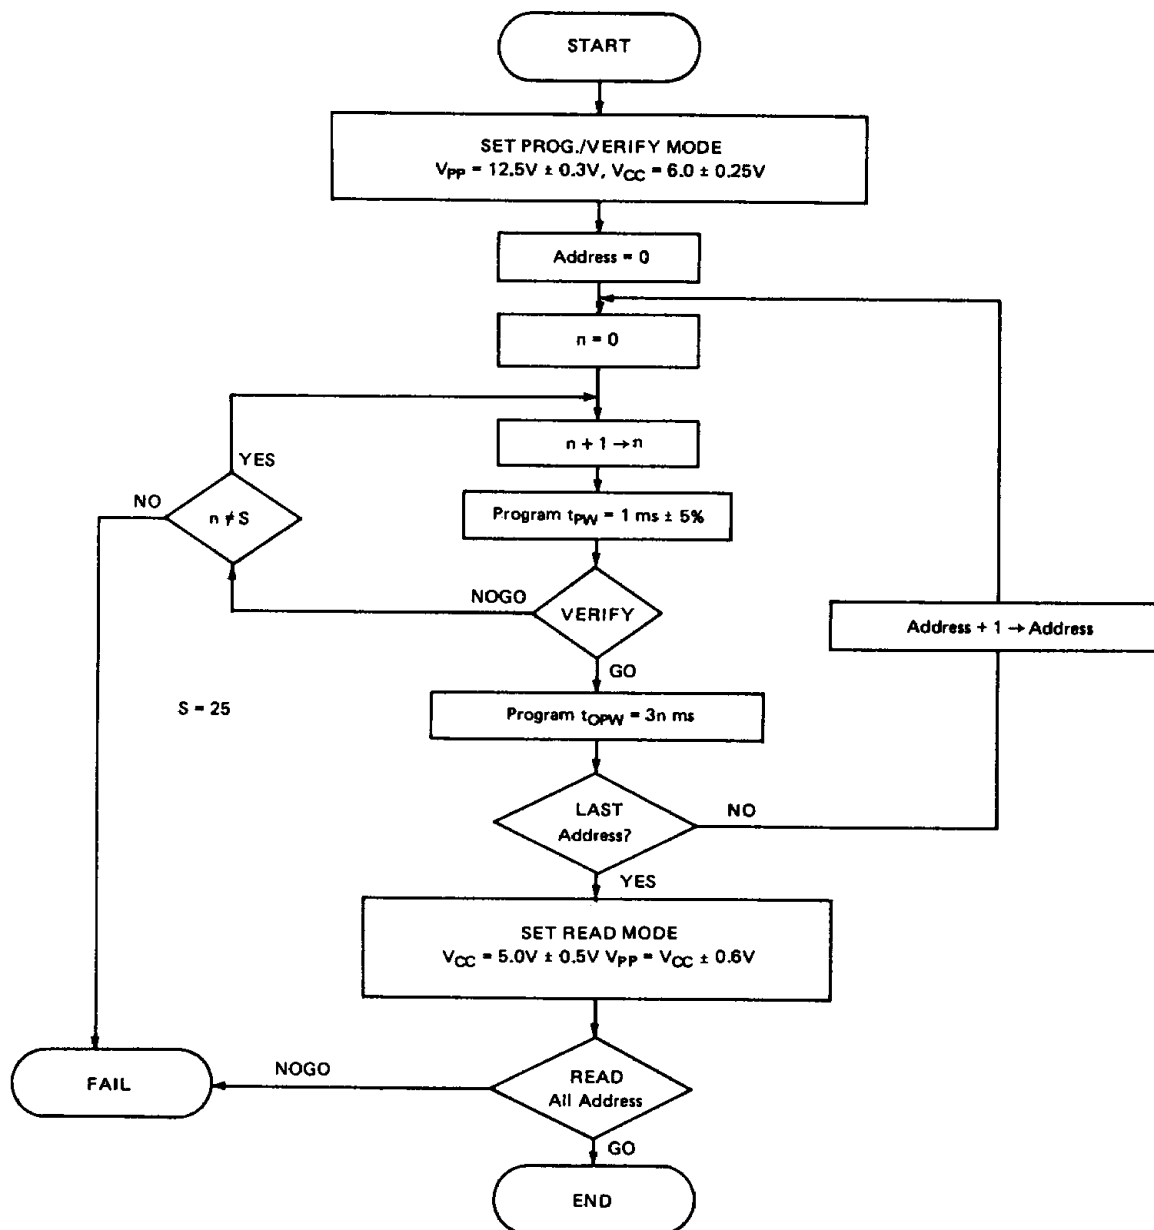 START
SET PROG./VERIFY MODE
VPP = 12.5V ± 0.3V, VCC = 6.0 ± 0.25V
Address = 0
n = 0
n + 1 → n
YES
NO
n ≠ S
Program tPW = 1 ms ± 5%
NOGO
VERIFY
Address + 1 → Address
GO
S = 25
Program tOPW = 3n ms
LAST
Address?
NO
YES
SET READ MODE
VCC = 5.0V ± 0.5V VPP = VCC ± 0.6V
NOGO
FAIL
READ
All Address
GO
END